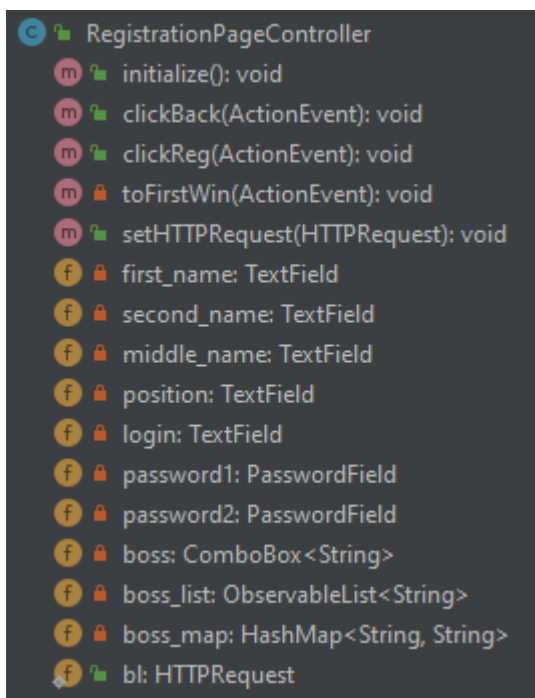 RegistrationPageController
initialize(): void
clickBack(ActionEvent): void
clickReg(ActionEvent): void
toFirstWin(ActionEvent): void
setHTTPRequest(HTTPRequest): void
first_name: TextField
second_name: TextField
middle_name: TextField
position: TextField
login: TextField
password1: PasswordField
password2: PasswordField
boss: ComboBox<String>
boss_list: ObservableList<String>
boss_map: HashMap<String, String>
bl: HTTPRequest